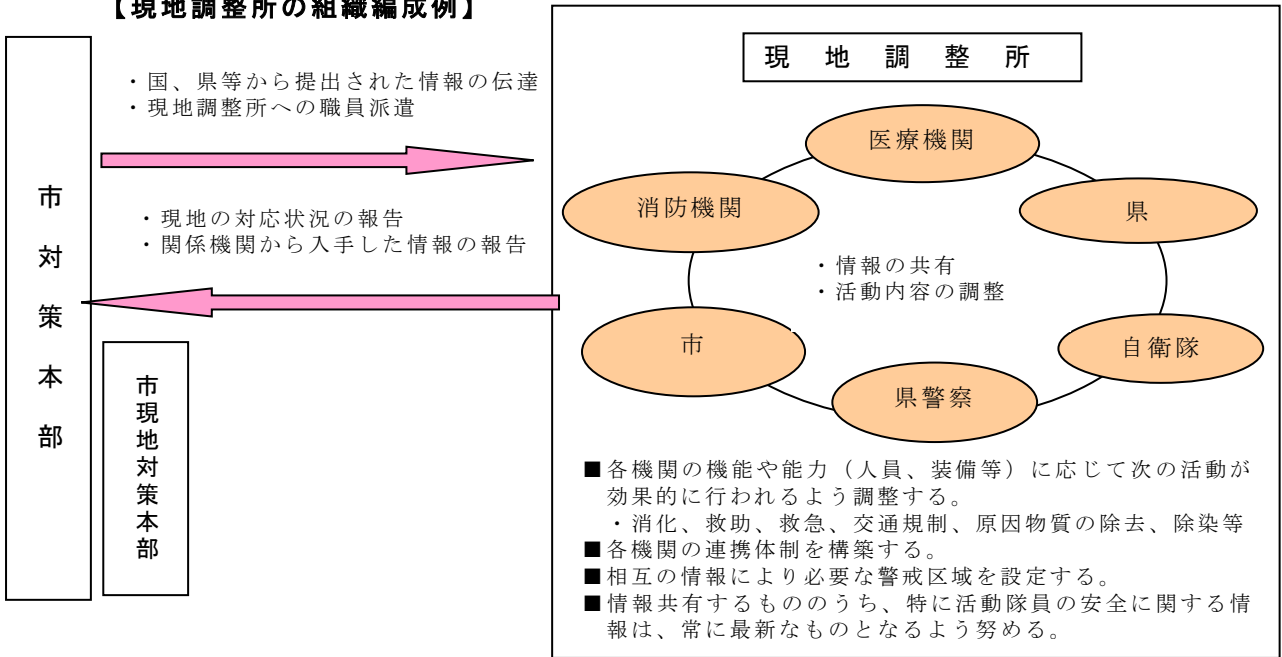 【現地調整所の組織編成例】
市対策本部
・国、県等から提出された情報の伝達
・現地調整所への職員派遣
・現地の対応状況の報告
・関係機関から入手した情報の報告
市現地対策本部
現地調整所
医療機関
消防機関
県
・情報の共有
・活動内容の調整
市
自衛隊
県警察
■各機関の機能や能力（人員、装備等）に応じて次の活動が
効果的に行われるよう調整する。
・消化、救助、救急、交通規制、原因物質の除去、除染等
■各機関の連携体制を構築する。
■相互の情報により必要な警戒区域を設定する。
■情報共有するもののうち、特に活動隊員の安全に関する情
報は、常に最新なものとなるよう努める。